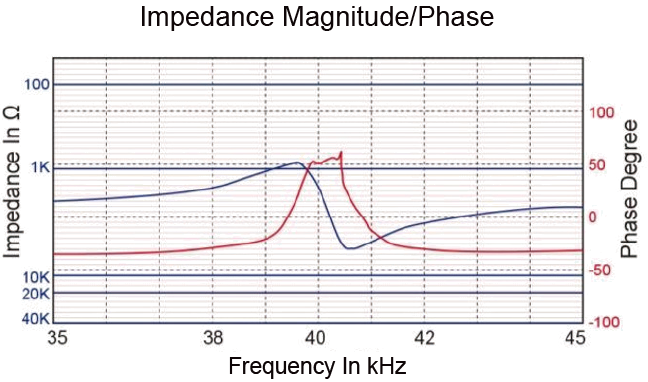 Impedance Magnitude/Phase
Impedance In Ω
100
1K
10K
20K
40K
100
50
0
-50
-100
Phase Degree
35 38 40 42 45
Frequency In kHz